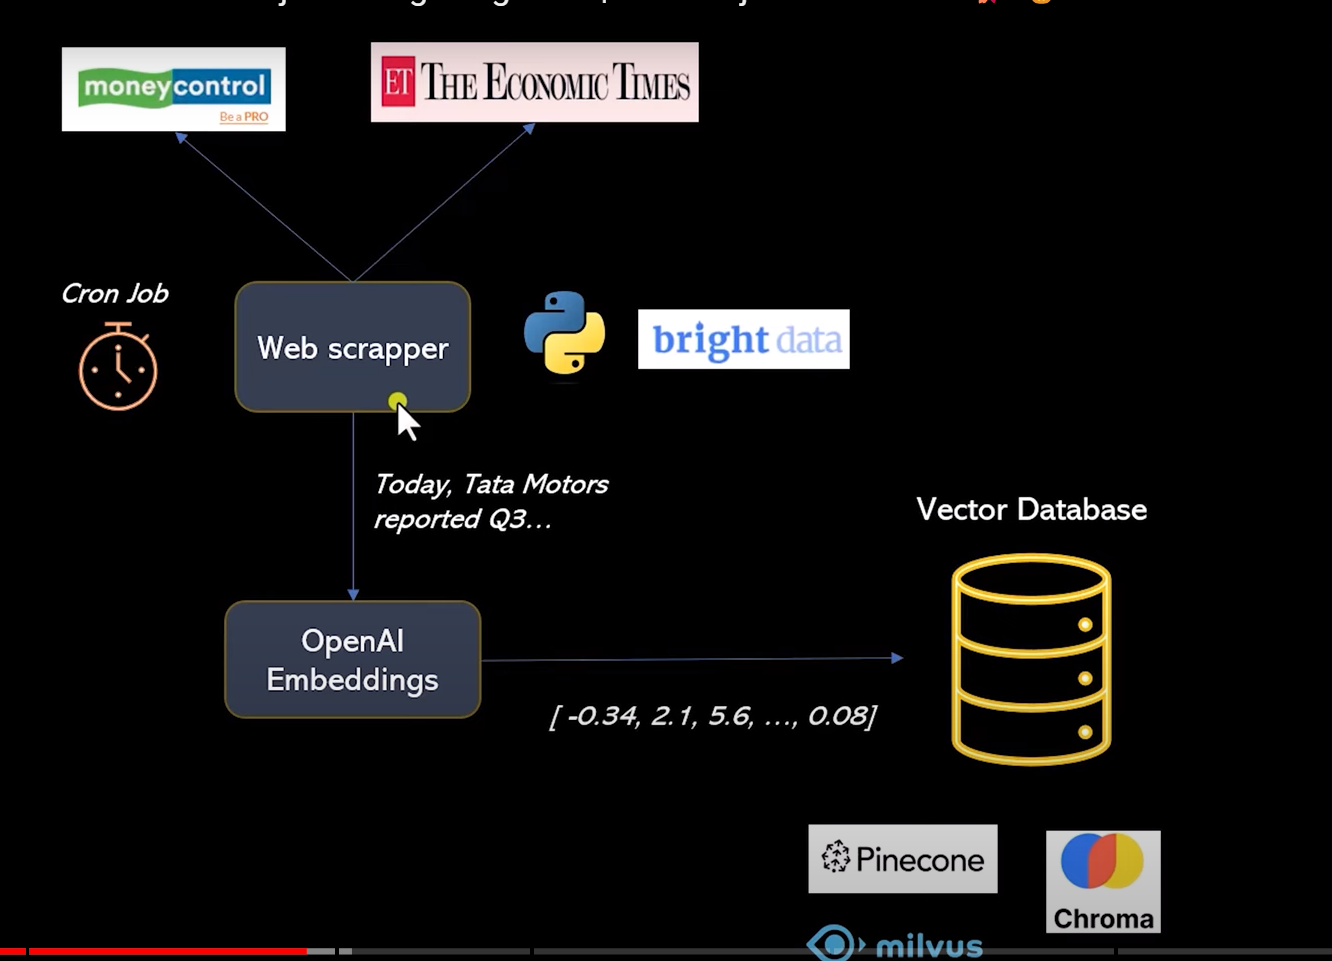 moneycontrol
Be a PRO
ET THE ECONOMIC TIMES
Cron Job
Web scrapper
bright data
Today, Tata Motors
reported Q3...
Vector Database
OpenAI
Embeddings
[ -0.34, 2.1, 5.6, ..., 0.08]
Pinecone
Chroma
milvus